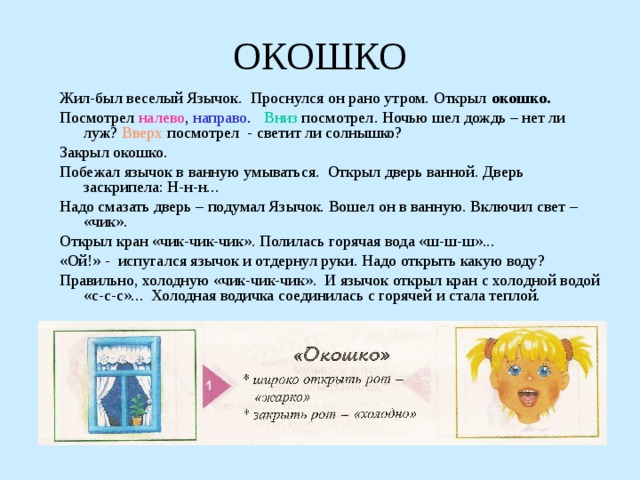 ОКОШКО
Жил-был веселый Язычок. Проснулся он рано утром. Открыл окошко.
Посмотрел налево, направо. Вниз посмотрел. Ночью шел дождь – нет ли
луж? Вверх посмотрел - светит ли солнышко?
Закрыл окошко.
Побежал язычок в ванную умываться. Открыл дверь ванной. Дверь
заскрипела: Н-н-н...
Надо смазать дверь – подумал Язычок. Вошел он в ванную. Включил свет –
«чик».
Открыл кран «чик-чик-чик». Полилась горячая вода «ш-ш-ш»...
«Ой!» - испугался язычок и отдернул руки. Надо открыть какую воду?
Правильно, холодную «чик-чик-чик». И язычок открыл кран с холодной водой
«с-с-с»... Холодная водичка соединилась с горячей и стала теплой.
«Окошко»
1
* широко открыть рот –
«жарко»
* закрыть рот – «холодно»